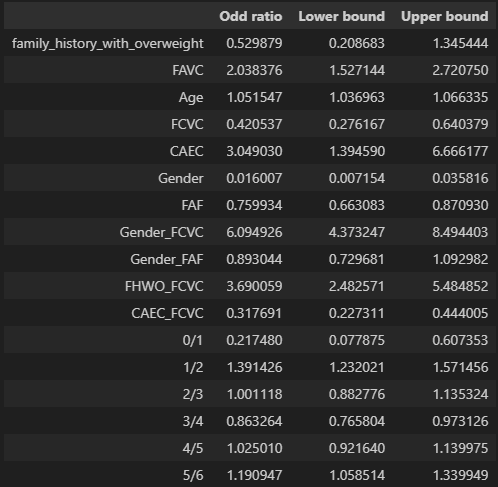 Odd ratio Lower bound Upper bound
family_history_with_overweight 0.529879 0.208683 1.345444
FAVC 2.038376 1.527144 2.720750
Age 1.051547 1.036963 1.066335
FCVC 0.420537 0.276167 0.640379
CAEC 3.049030 1.394590 6.666177
Gender 0.016007 0.007154 0.035816
FAF 0.759934 0.663083 0.870930
Gender_FCVC 6.094926 4.373247 8.494403
Gender_FAF 0.893044 0.729681 1.092982
FHWO_FCVC 3.690059 2.482571 5.484852
CAEC_FCVC 0.317691 0.227311 0.444005
0/1 0.217480 0.077875 0.607353
1/2 1.391426 1.232021 1.571456
2/3 1.001118 0.882776 1.135324
3/4 0.863264 0.765804 0.973126
4/5 1.025010 0.921640 1.139975
5/6 1.190947 1.058514 1.339949